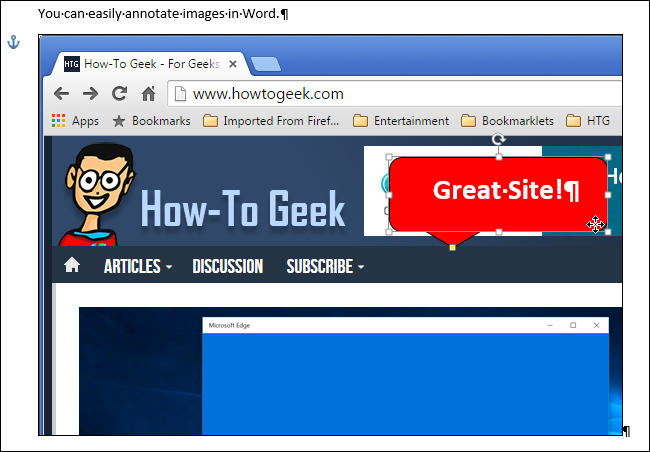 You can easily annotate images in Word.¶
HTG How-To Geek - For Geeks
www.howtogeek.com
Apps Bookmarks Imported From Firef... Entertainment Bookmarklets HTG
Great Site!¶
How-To Geek
ARTICLES DISCUSSION SUBSCRIBE
Microsoft Edge
¶